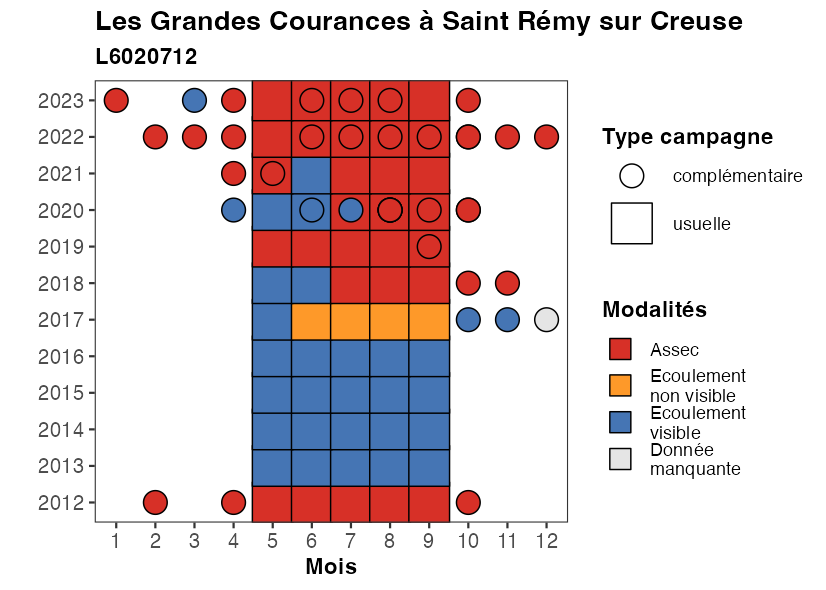 Les Grandes Courances à Saint Rémy sur Creuse
L6020712
2023
2022
2021
2020
2019
2018
2017
2016
2015
2014
2013
2012
1 2 3 4 5 6 7 8 9 10 11 12
Mois
Type campagne
complémentaire
usuelle
Modalités
Assec
Ecoulement
non visible
Ecoulement
visible
Donnée
manquante